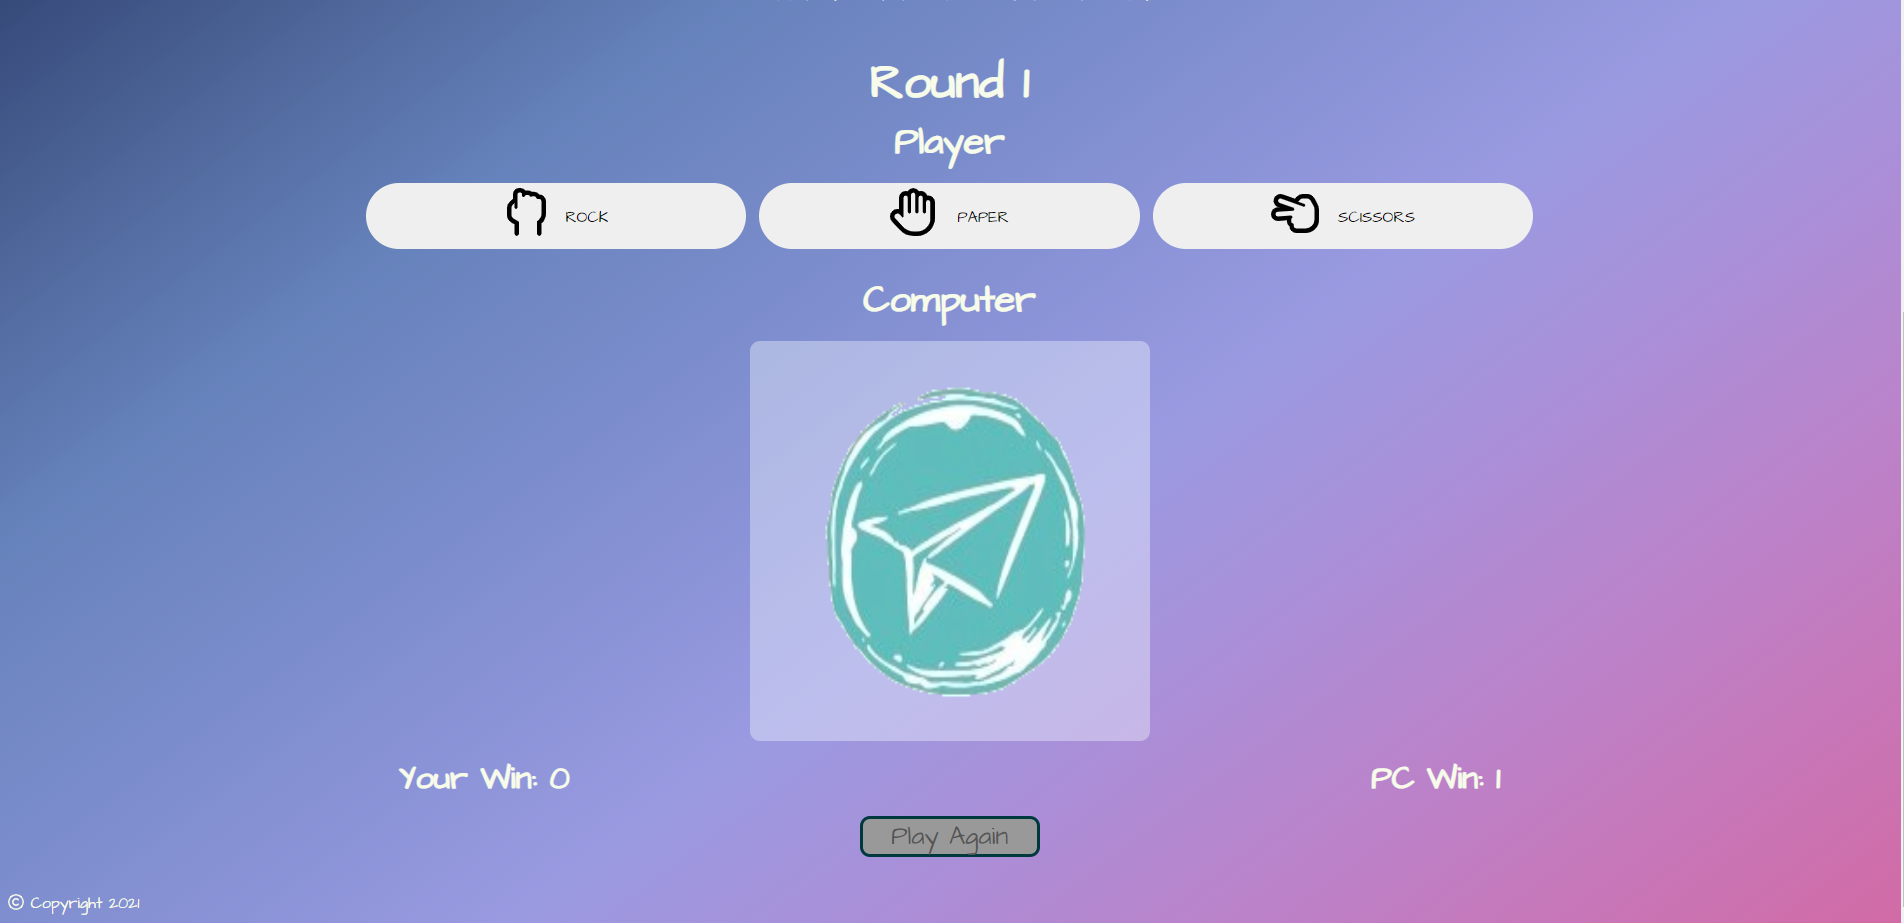 Round 1
Player
ROCK
PAPER
SCISSORS
Computer
Your Win: 0
PC Win: 1
Play Again
© Copyright 2021